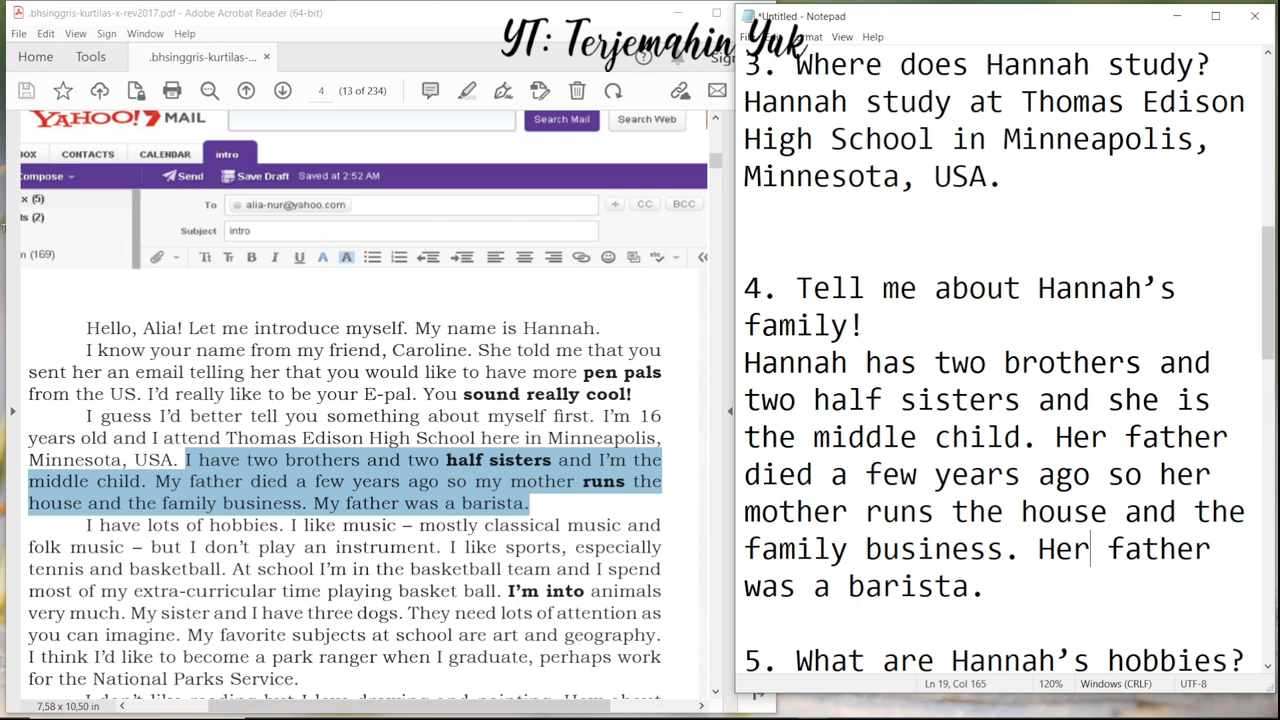 .bhsinggris-kurtilas-x-rev2017.pdf - Adobe Acrobat Reader (64-bit)
File Edit View Sign Window Help
Home Tools .bhsinggris-kurtilas-... ×
4 (13 of 234)
YT: Terjemahin Yuk
YAHOO! MAIL
Search Mail Search Web
CONTACTS CALENDAR intro
Send Save Draft Saved at 2:52 AM
x (5)
To alia-nur@yahoo.com + CC BCC
ts (2)
Subject intro
n (169)
Hello, Alia! Let me introduce myself. My name is Hannah.
I know your name from my friend, Caroline. She told me that you
sent her an email telling her that you would like to have more pen pals
from the US. I'd really like to be your E-pal. You sound really cool!
I guess I'd better tell you something about myself first. I'm 16
years old and I attend Thomas Edison High School here in Minneapolis,
Minnesota, USA. I have two brothers and two half sisters and I'm the
middle child. My father died a few years ago so my mother runs the
house and the family business. My father was a barista.
I have lots of hobbies. I like music – mostly classical music and
folk music – but I don't play an instrument. I like sports, especially
tennis and basketball. At school I'm in the basketball team and I spend
most of my extra-curricular time playing basket ball. I'm into animals
very much. My sister and I have three dogs. They need lots of attention as
you can imagine. My favorite subjects at school are art and geography.
I think I'd like to become a park ranger when I graduate, perhaps work
for the National Parks Service.
7,58 x 10,50 in
*Untitled - Notepad
View Help
3. Where does Hannah study?
Hannah study at Thomas Edison
High School in Minneapolis,
Minnesota, USA.
4. Tell me about Hannah’s
family!
Hannah has two brothers and
two half sisters and she is
the middle child. Her father
died a few years ago so her
mother runs the house and the
family business. Her father
was a barista.
5. What are Hannah’s hobbies?
Ln 19, Col 165 120% Windows (CRLF) UTF-8